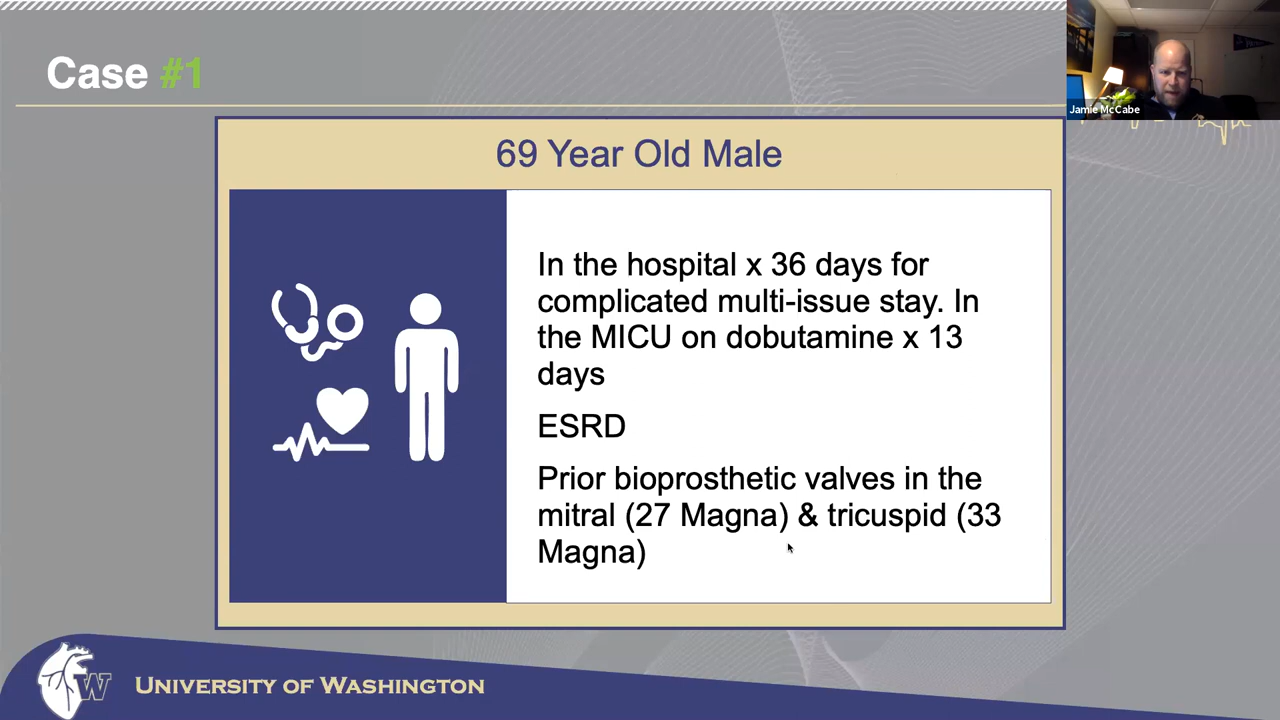 Case #1
Jamie McCabe
69 Year Old Male
In the hospital x 36 days for
complicated multi-issue stay. In
the MICU on dobutamine x 13
days
ESRD
Prior bioprosthetic valves in the
mitral (27 Magna) & tricuspid (33
Magna)
W
UNIVERSITY OF WASHINGTON